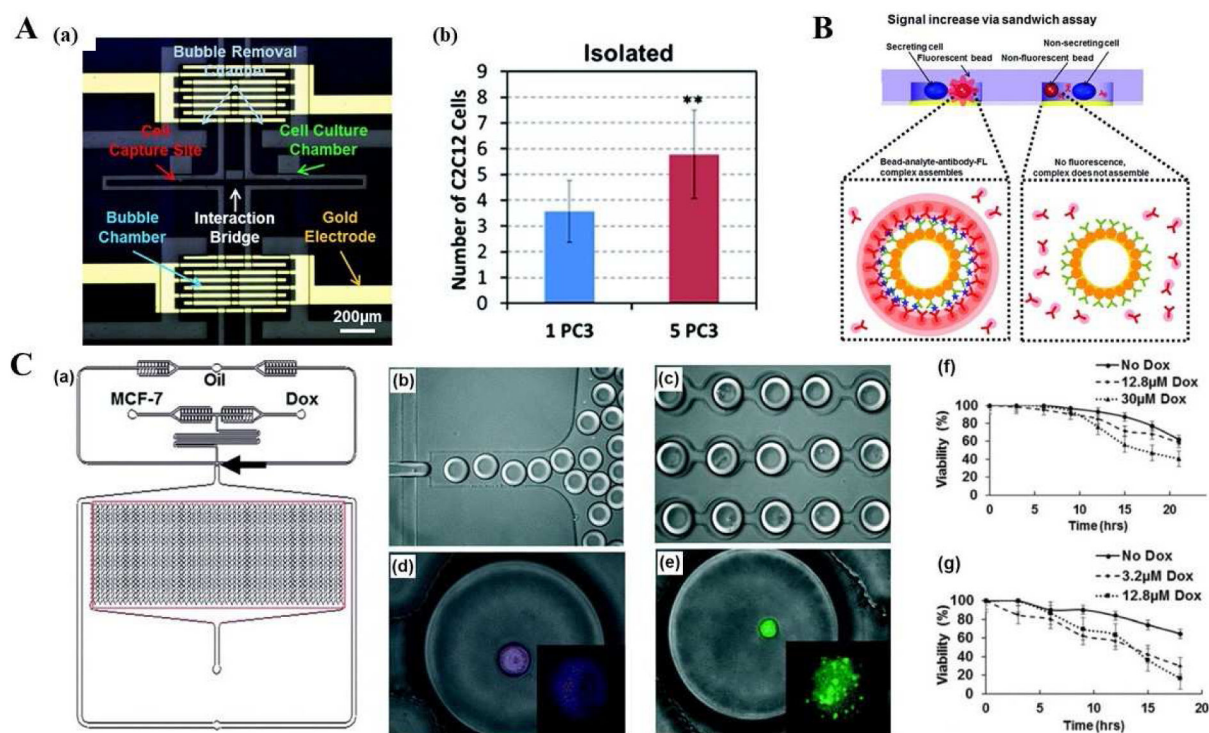 A
(a)
Bubble Removal
Chamber
Cell
Capture Site
Cell Culture
Chamber
Bubble
Chamber
Interaction
Bridge
Gold
Electrode
200µm
(b)
Isolated
Number of C2C12 Cells
9
8
7
6
5
4
3
2
1
0
**
1 PC3
5 PC3
B
Signal increase via sandwich assay
Secreting cell
Fluorescent bead
Non-fluorescent bead
Non-secreting cell
Bead-analyte-antibody-FL
complex assembles
No fluorescence,
complex does not assemble
C
(a)
Oil
MCF-7
Dox
(b)
(c)
(d)
(e)
(f)
No Dox
12.8µM Dox
30µM Dox
Viability (%)
100
80
60
40
20
0
0 5 10 15 20
Time (hrs)
(g)
No Dox
3.2µM Dox
12.8µM Dox
Viability (%)
100
80
60
40
20
0
0 5 10 15 20
Time (hrs)